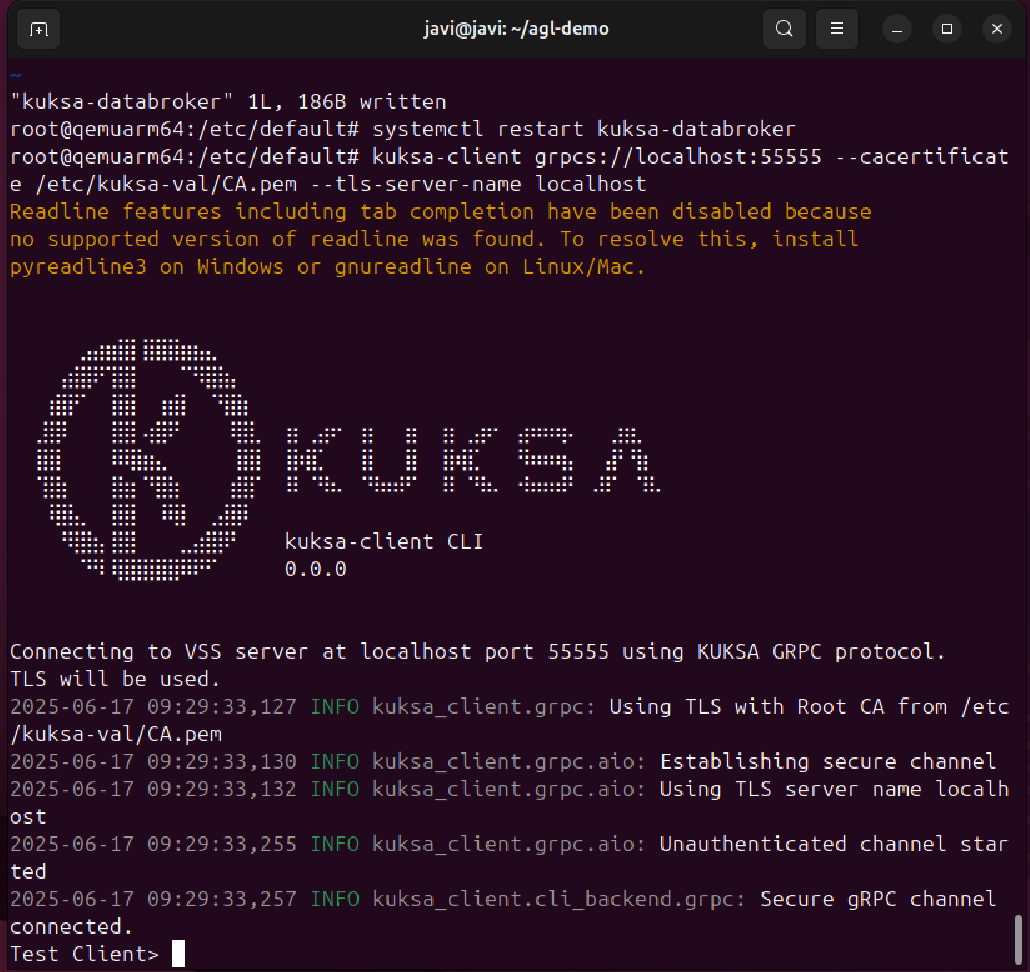 javi@javi: ~/agl-demo
~
"kuksa-databroker" 1L, 186B written
root@qemuarm64:/etc/default# systemctl restart kuksa-databroker
root@qemuarm64:/etc/default# kuksa-client grpcs://localhost:55555 --cacertificat
e /etc/kuksa-val/CA.pem --tls-server-name localhost
Readline features including tab completion have been disabled because
no supported version of readline was found. To resolve this, install
pyreadline3 on Windows or gnureadline on Linux/Mac.
K KUKSA
kuksa-client CLI
0.0.0
Connecting to VSS server at localhost port 55555 using KUKSA GRPC protocol.
TLS will be used.
2025-06-17 09:29:33,127 INFO kuksa_client.grpc: Using TLS with Root CA from /etc
/kuksa-val/CA.pem
2025-06-17 09:29:33,130 INFO kuksa_client.grpc.aio: Establishing secure channel
2025-06-17 09:29:33,132 INFO kuksa_client.grpc.aio: Using TLS server name localh
ost
2025-06-17 09:29:33,255 INFO kuksa_client.grpc.aio: Unauthenticated channel star
ted
2025-06-17 09:29:33,257 INFO kuksa_client.cli_backend.grpc: Secure gRPC channel
connected.
Test Client>